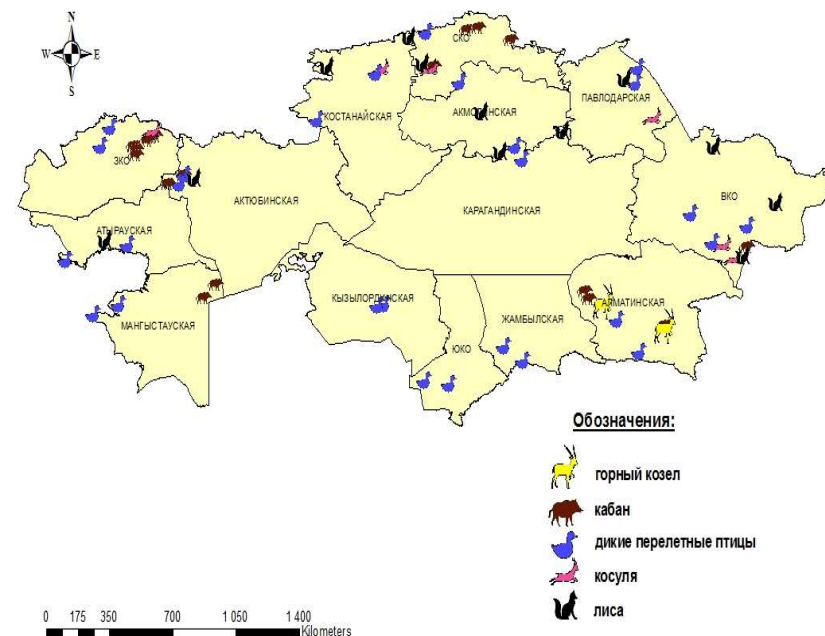 N
W E
S
СКО
КОСТАНАЙСКАЯ
АКМОЛИНСКАЯ
ПАВЛОДАРСКАЯ
ЗКО
АКТЮБИНСКАЯ
КАРАГАНДИНСКАЯ
ВКО
АТЫРАУСКАЯ
МАНГЫСТАУСКАЯ
КЫЗЫЛОРДИНСКАЯ
ЖАМБЫЛСКАЯ
АЛМАТИНСКАЯ
ЮКО
Обозначения:
горный козел
кабан
дикие перелетные птицы
косуля
лиса
0 175 350 700 1 050 1 400
Kilometers